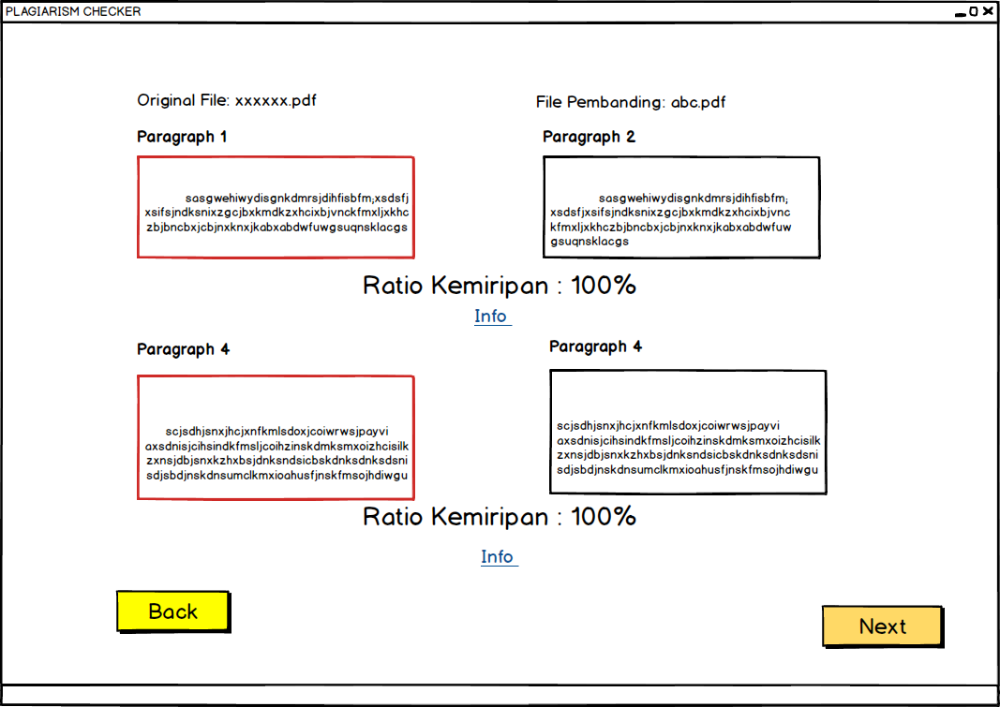 PLAGIARISM CHECKER
Original File: xxxxxx.pdf
File Pembanding: abc.pdf
Paragraph 1
Paragraph 2
sasgwehiwydisgnkdmrsjdihfisbfm;xsdsfj
xsifsjndksnixzgcjbxkmdkzxhcixbjvnckfmxljxkhc
zbjbncbxjcbjnxknxjkabxabdwfuwgsuqnsklacgs
sasgwehiwydisgnkdmrsjdihfisbfm;
xsdsfjxsifsjndksnixzgcjbxkmdkzxhcixbjvnc
kfmxljxkhczbjbncbxjcbjnxknxjkabxabdwfuw
gsuqnsklacgs
Ratio Kemiripan : 100%
Info
Paragraph 4
Paragraph 4
scjsdhjsnxjhcjxnfkmlsdoxjcoiwrwsjpayvi
axsdnisjcihsindkfmsljcoihzinskdmksmxoizhcisilk
zxnsjdbjsnxkzhxbsjdnksndsicbskdnksdnksdsni
sdjsbdjnskdnsumclkmxioahusfjnskfmsojhdiwgu
scjsdhjsnxjhcjxnfkmlsdoxjcoiwrwsjpayvi
axsdnisjcihsindkfmsljcoihzinskdmksmxoizhcisilk
zxnsjdbjsnxkzhxbsjdnksndsicbskdnksdnksdsni
sdjsbdjnskdnsumclkmxioahusfjnskfmsojhdiwgu
Ratio Kemiripan : 100%
Info
Back
Next